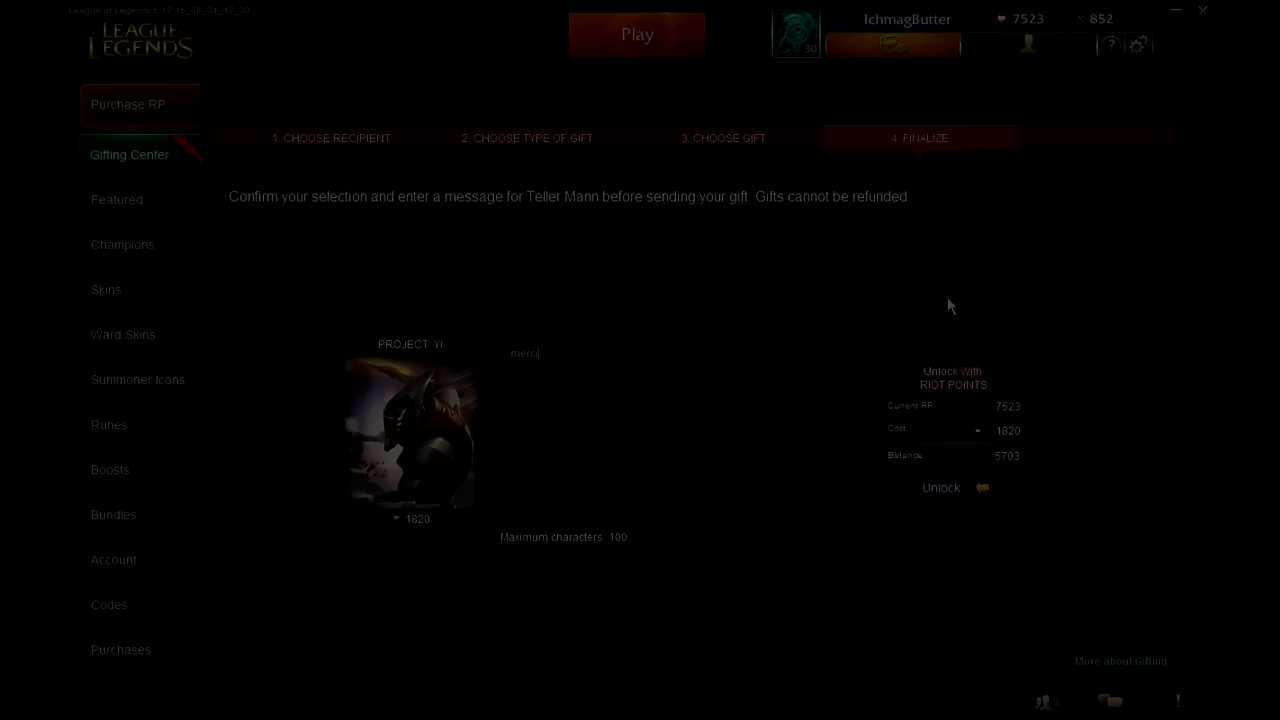 League of Legends 5.17.15_08_31_17_30
LEAGUE of LEGENDS
Play
30
IchmagButter
7523
852
?
Purchase RP
Gifting Center
Featured
Champions
Skins
Ward Skins
Summoner Icons
Runes
Boosts
Bundles
Account
Codes
Purchases
1. CHOOSE RECIPIENT
2. CHOOSE TYPE OF GIFT
3. CHOOSE GIFT
4. FINALIZE
Confirm your selection and enter a message for Teller Mann before sending your gift. Gifts cannot be refunded.
PROJECT: Yi
1820
merci
Maximum characters: 100
Unlock With
RIOT POINTS
Current RP 7523
Cost - 1820
Balance 5703
Unlock
More about Gifting
!